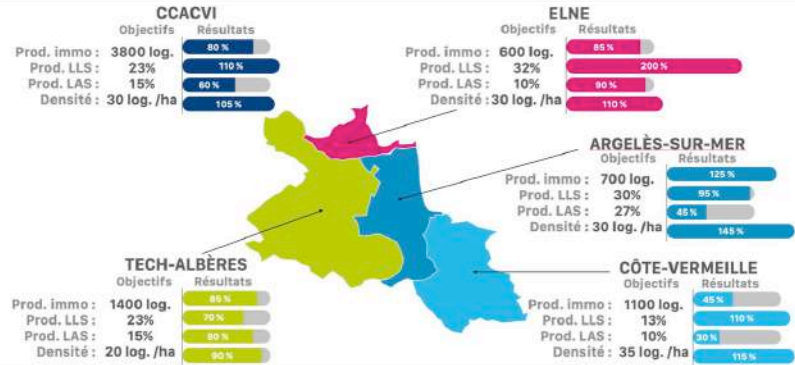 CCACVI
Objectifs Résultats
Prod. immo : 3800 log. 80 %
Prod. LLS : 23% 110 %
Prod. LAS : 15% 60 %
Densité : 30 log. /ha 105 %
ELNE
Objectifs Résultats
Prod. immo : 600 log. 85 %
Prod. LLS : 32% 200 %
Prod. LAS : 10% 90 %
Densité : 30 log. /ha 110 %
ARGELÈS-SUR-MER
Objectifs Résultats
Prod. immo : 700 log. 125 %
Prod. LLS : 30% 95 %
Prod. LAS : 27% 45 %
Densité : 30 log. /ha 145 %
TECH-ALBÈRES
Objectifs Résultats
Prod. immo : 1400 log. 85 %
Prod. LLS : 23% 70 %
Prod. LAS : 15% 80 %
Densité : 20 log. /ha 90 %
CÔTE-VERMEILLE
Objectifs Résultats
Prod. immo : 1100 log. 45 %
Prod. LLS : 13% 110 %
Prod. LAS : 10% 30 %
Densité : 35 log. /ha 115 %